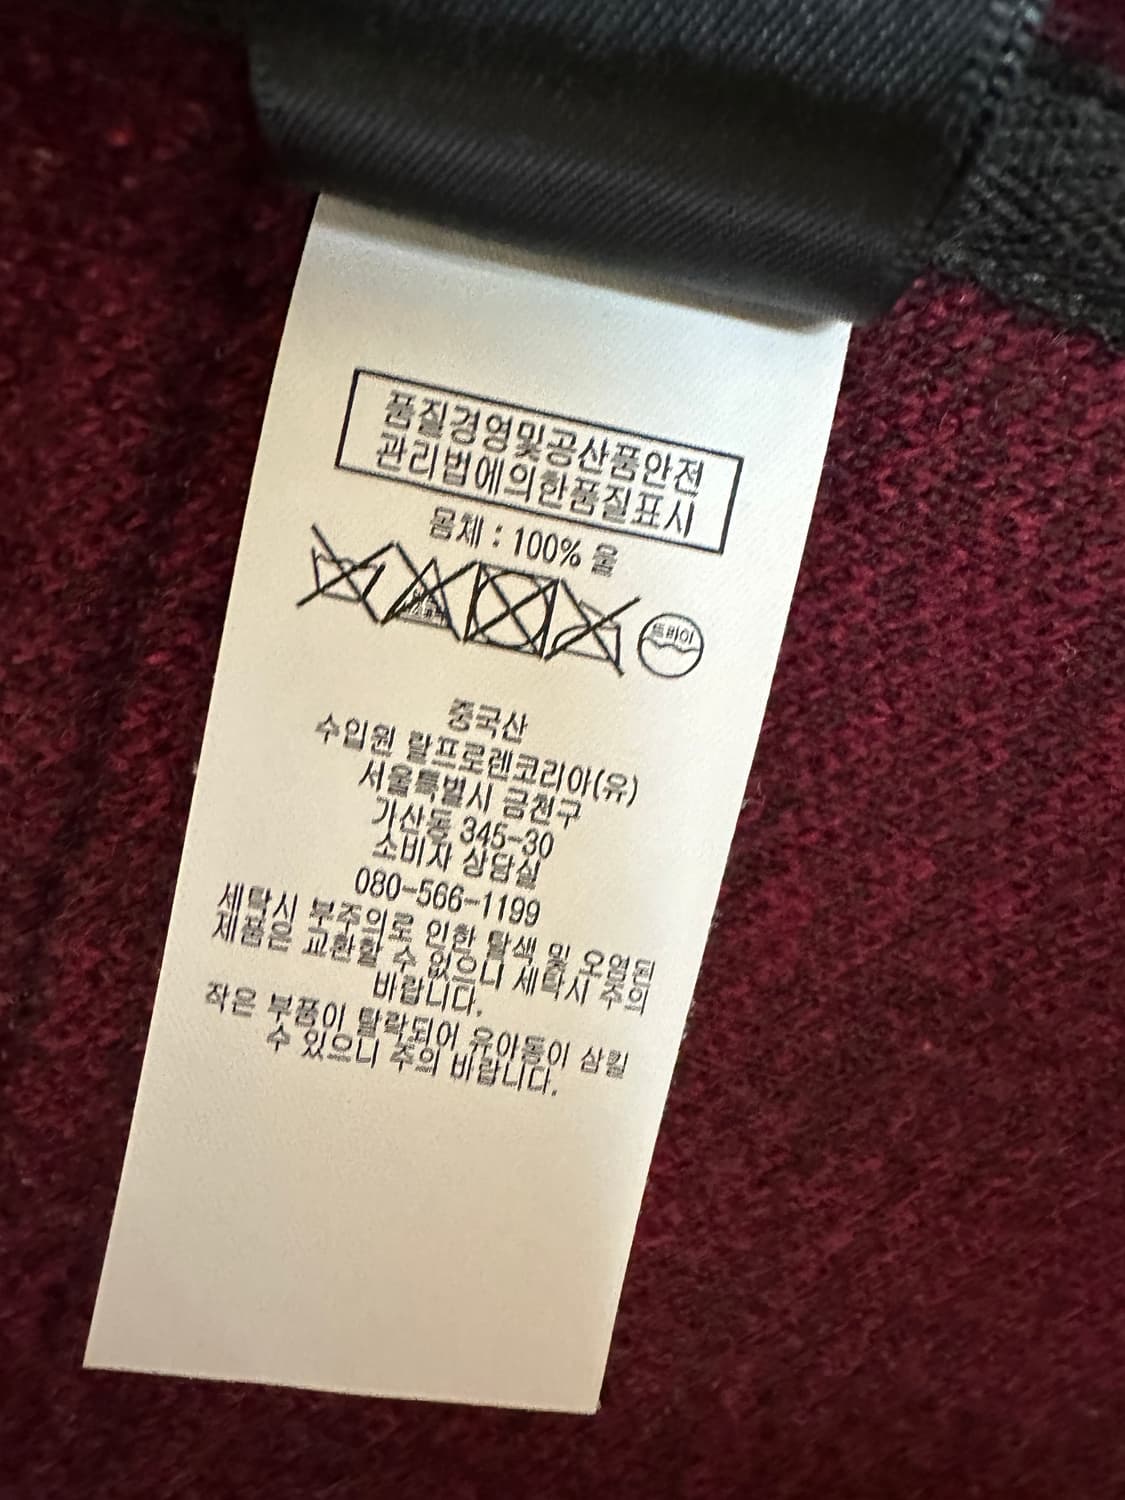 품질경영및공산품안전
관리법에의한품질표시
몸체 : 100% 울
드라이
중국산
수입원 랄프로렌코리아(유)
서울특별시 금천구
가산동 345-30
소비자 상담실
080-566-1199
세탁시 부주의로 인한 탈색 및 오염된
제품은 교환할 수 없으니 세탁시 주의
바랍니다.
작은 부품이 탈락되어 유아동이 삼킬
수 있으니 주의 바랍니다.